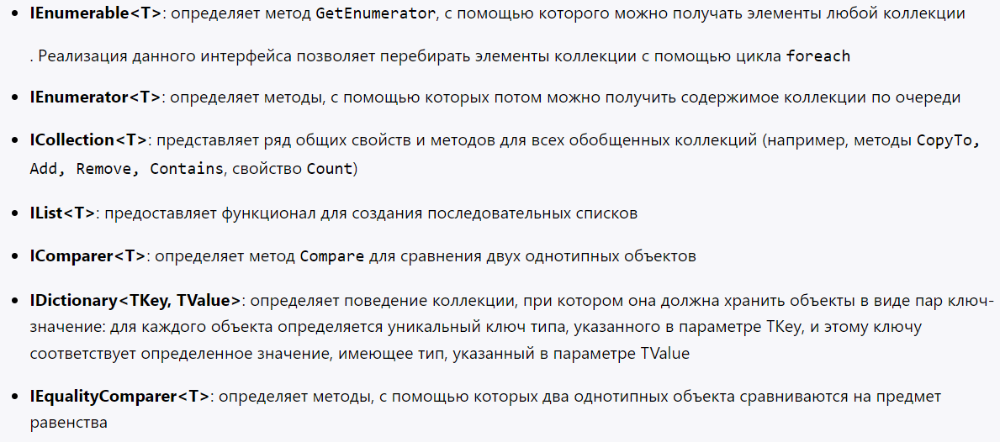 • IEnumerable<T>: определяет метод GetEnumerator, с помощью которого можно получать элементы любой коллекции
. Реализация данного интерфейса позволяет перебирать элементы коллекции с помощью цикла foreach
• IEnumerator<T>: определяет методы, с помощью которых потом можно получить содержимое коллекции по очереди
• ICollection<T>: представляет ряд общих свойств и методов для всех обобщенных коллекций (например, методы CopyTo,
Add, Remove, Contains, свойство Count)
• IList<T>: предоставляет функционал для создания последовательных списков
• IComparer<T>: определяет метод Compare для сравнения двух однотипных объектов
• IDictionary<TKey, TValue>: определяет поведение коллекции, при котором она должна хранить объекты в виде пар ключ-
значение: для каждого объекта определяется уникальный ключ типа, указанного в параметре TKey, и этому ключу
соответствует определенное значение, имеющее тип, указанный в параметре TValue
• IEqualityComparer<T>: определяет методы, с помощью которых два однотипных объекта сравниваются на предмет
равенства